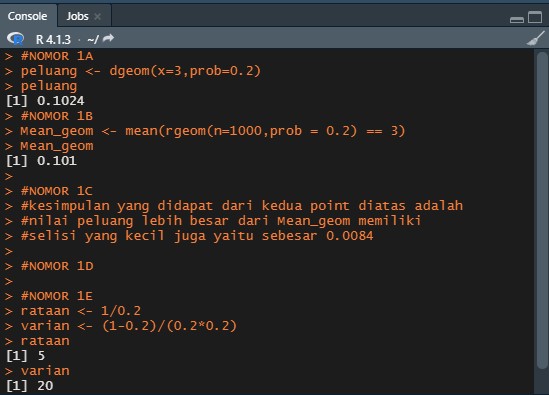 Console Jobs ×
R 4.1.3 · ~/
> #NOMOR 1A
> peluang <- dgeom(x=3,prob=0.2)
> peluang
[1] 0.1024
> #NOMOR 1B
> Mean_geom <- mean(rgeom(n=1000,prob = 0.2) == 3)
> Mean_geom
[1] 0.101
>
> #NOMOR 1C
> #kesimpulan yang didapat dari kedua point diatas adalah
> #nilai peluang lebih besar dari Mean_geom memiliki
> #selisi yang kecil juga yaitu sebesar 0.0084
>
> #NOMOR 1D
>
> #NOMOR 1E
> rataan <- 1/0.2
> varian <- (1-0.2)/(0.2*0.2)
> rataan
[1] 5
> varian
[1] 20